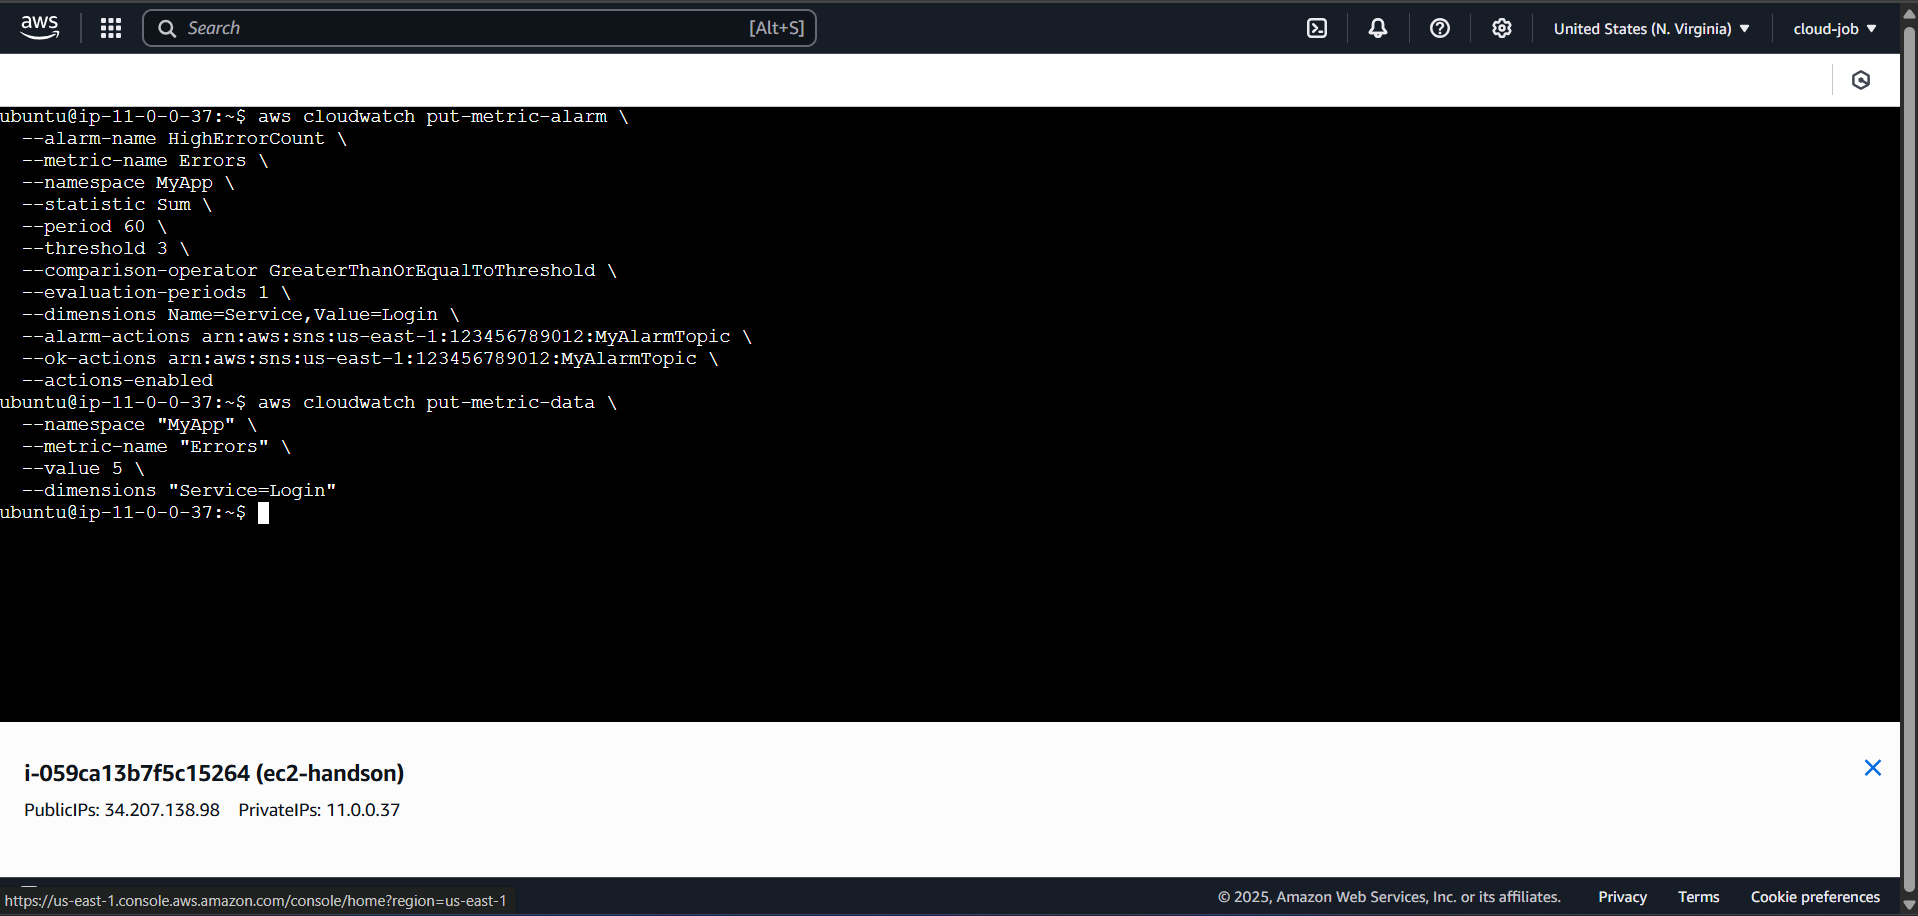 aws
Search
[Alt+S]
United States (N. Virginia)
cloud-job
ubuntu@ip-11-0-0-37:~$ aws cloudwatch put-metric-alarm \
  --alarm-name HighErrorCount \
  --metric-name Errors \
  --namespace MyApp \
  --statistic Sum \
  --period 60 \
  --threshold 3 \
  --comparison-operator GreaterThanOrEqualToThreshold \
  --evaluation-periods 1 \
  --dimensions Name=Service,Value=Login \
  --alarm-actions arn:aws:sns:us-east-1:123456789012:MyAlarmTopic \
  --ok-actions arn:aws:sns:us-east-1:123456789012:MyAlarmTopic \
  --actions-enabled
ubuntu@ip-11-0-0-37:~$ aws cloudwatch put-metric-data \
  --namespace "MyApp" \
  --metric-name "Errors" \
  --value 5 \
  --dimensions "Service=Login"
ubuntu@ip-11-0-0-37:~$
i-059ca13b7f5c15264 (ec2-handson)
PublicIPs: 34.207.138.98 PrivateIPs: 11.0.0.37
https://us-east-1.console.aws.amazon.com/console/home?region=us-east-1
© 2025, Amazon Web Services, Inc. or its affiliates.
Privacy
Terms
Cookie preferences